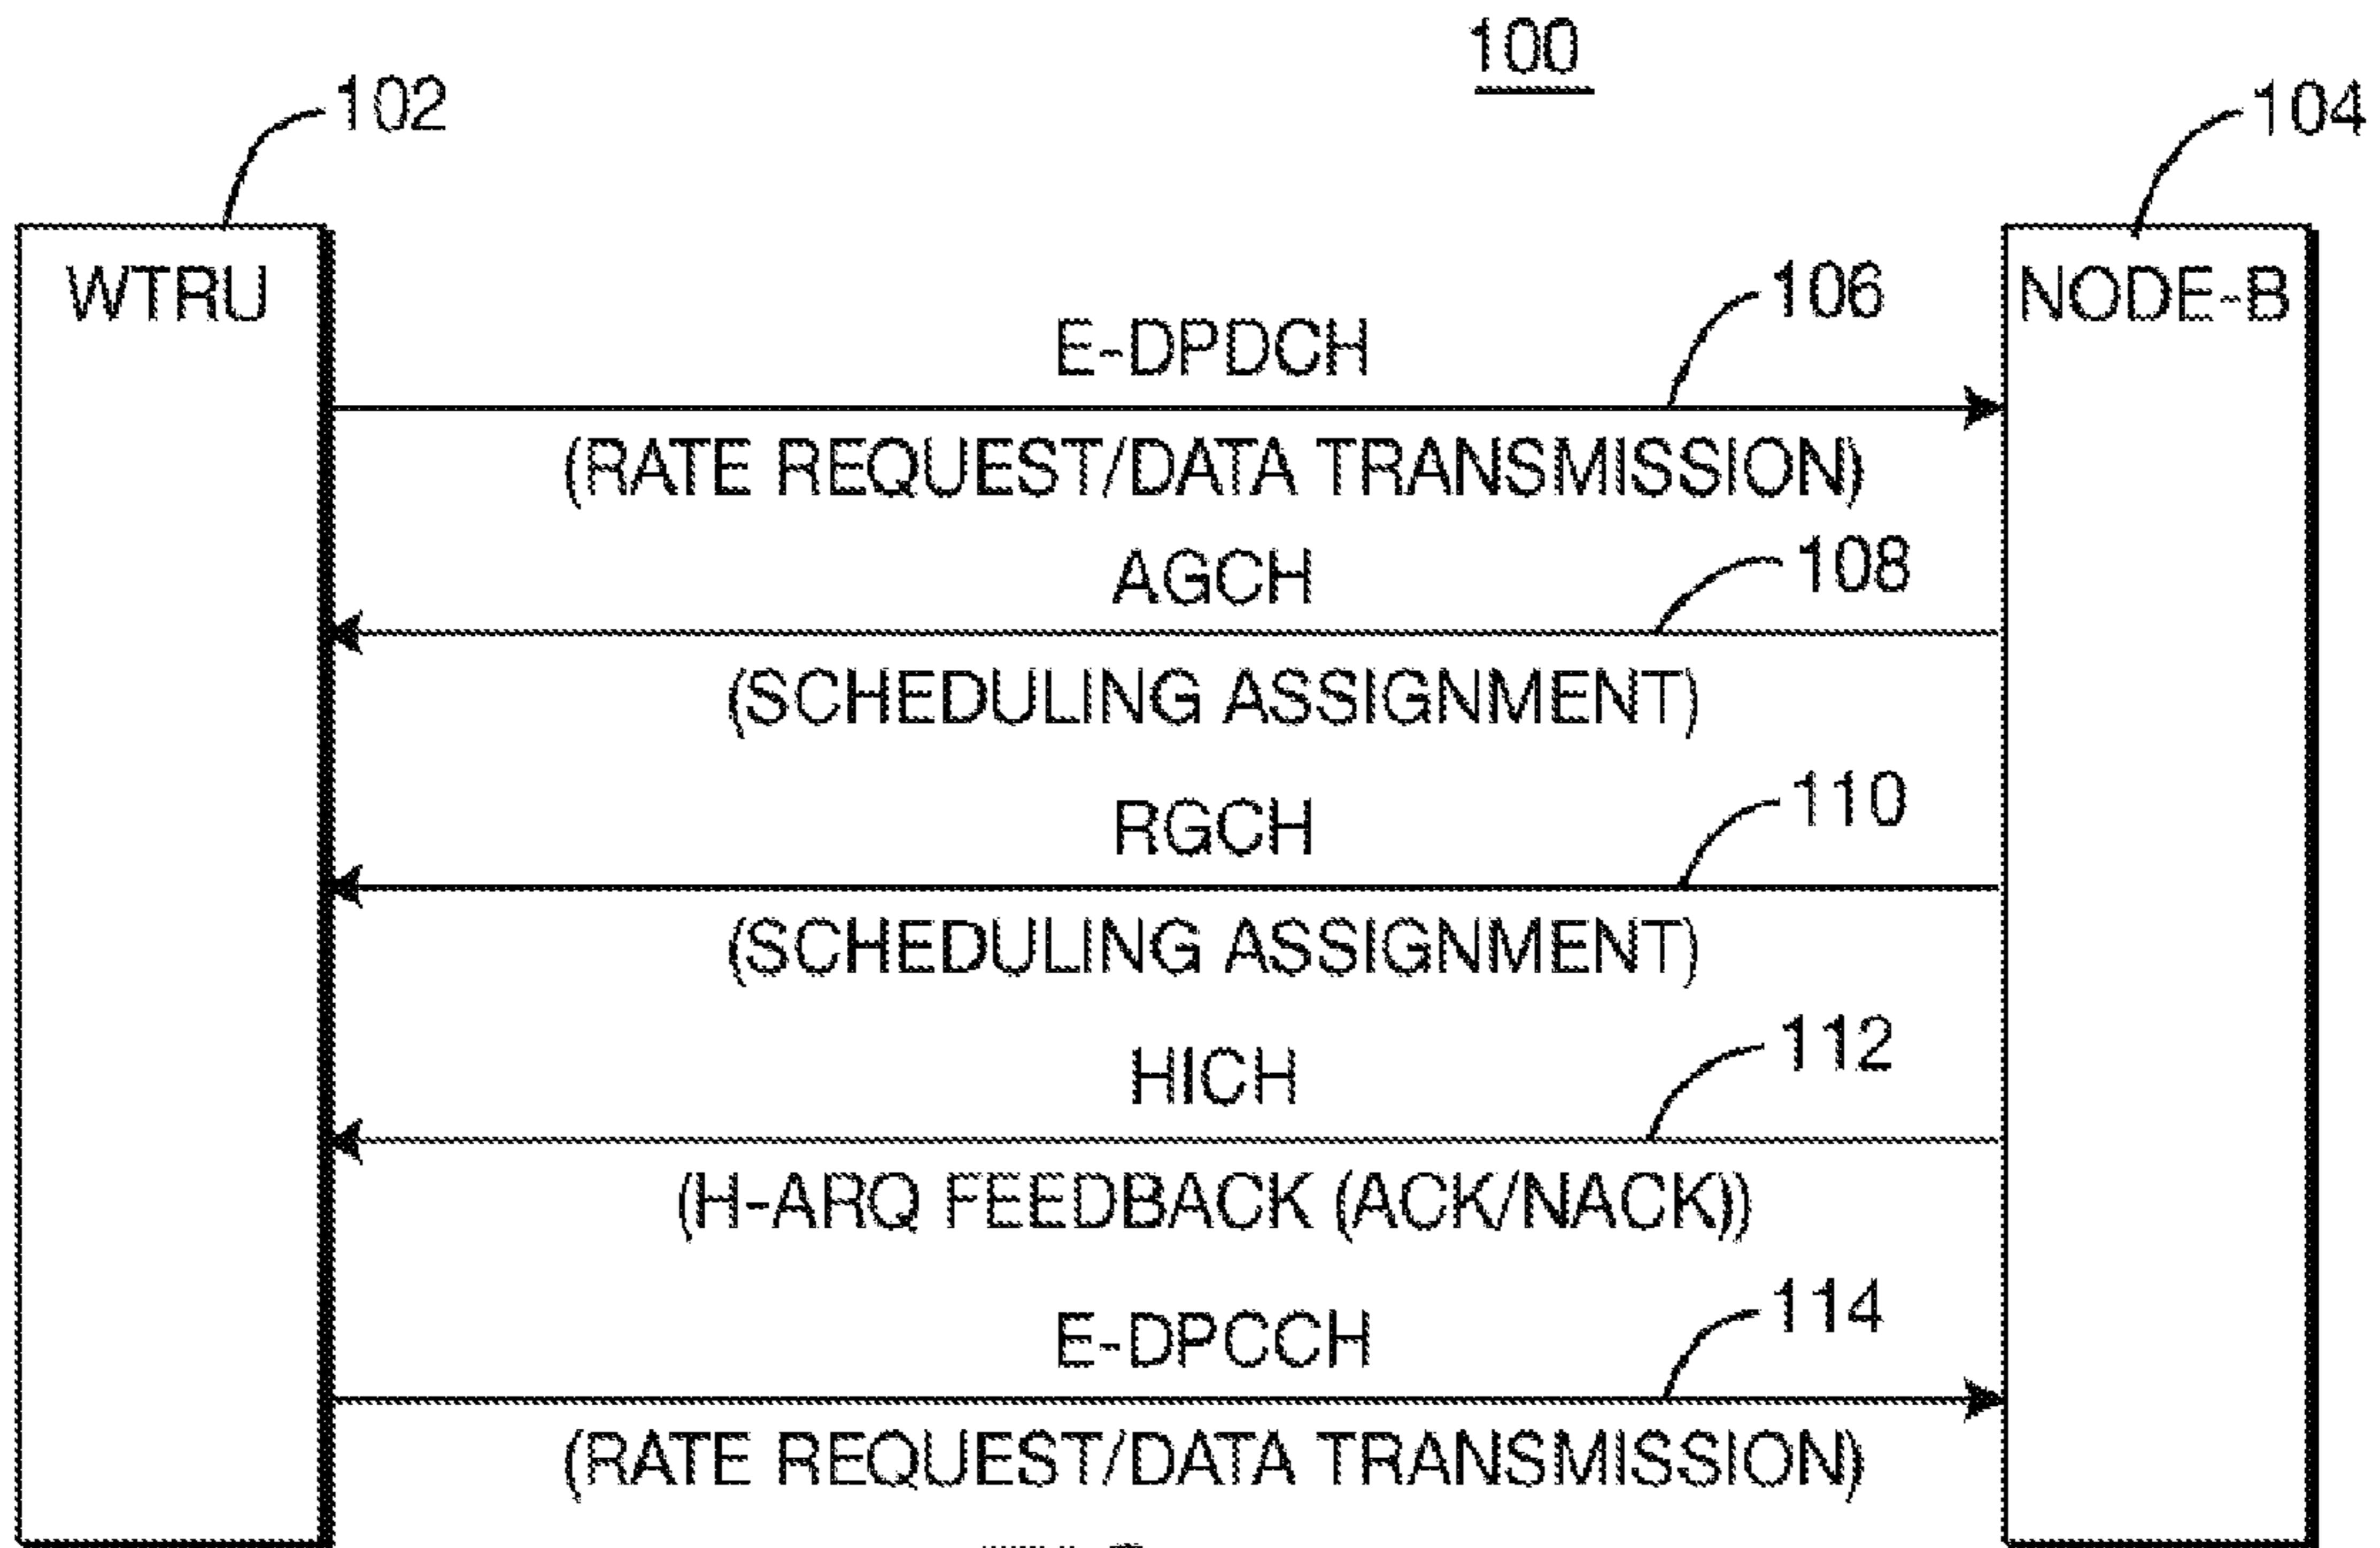 100
102
104
WTRU
NODE-B
106
E-DPDCH
(RATE REQUEST/DATA TRANSMISSION)
108
AGCH
(SCHEDULING ASSIGNMENT)
110
RGCH
(SCHEDULING ASSIGNMENT)
112
HICH
(H-ARQ FEEDBACK (ACK/NACK))
114
E-DPCCH
(RATE REQUEST/DATA TRANSMISSION)